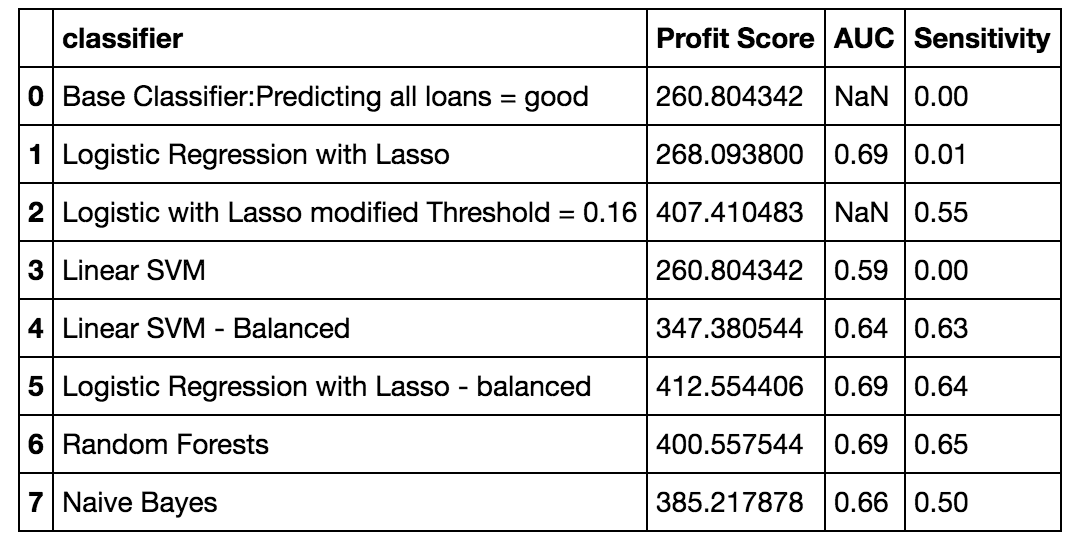 classifier Profit Score AUC Sensitivity
0 Base Classifier:Predicting all loans = good 260.804342 NaN 0.00
1 Logistic Regression with Lasso 268.093800 0.69 0.01
2 Logistic with Lasso modified Threshold = 0.16 407.410483 NaN 0.55
3 Linear SVM 260.804342 0.59 0.00
4 Linear SVM - Balanced 347.380544 0.64 0.63
5 Logistic Regression with Lasso - balanced 412.554406 0.69 0.64
6 Random Forests 400.557544 0.69 0.65
7 Naive Bayes 385.217878 0.66 0.50